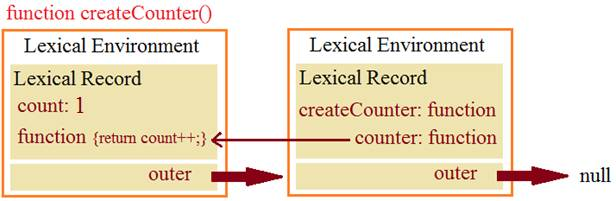 function createCounter()
Lexical Environment
Lexical Record
count: 1
function {return count++;}
outer
Lexical Environment
Lexical Record
createCounter: function
counter: function
outer
null